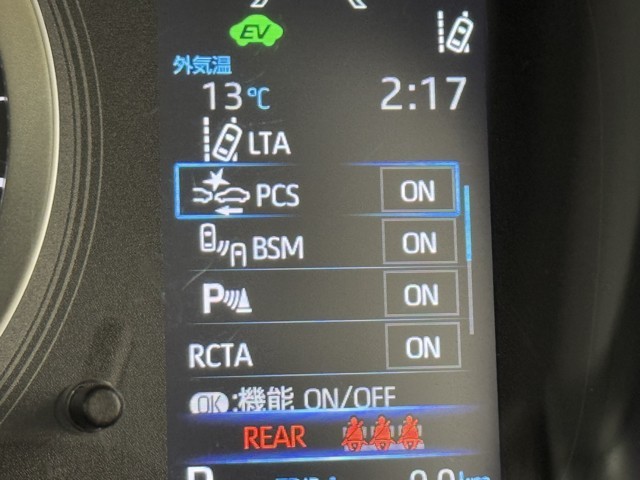 EV
外気温
13℃ 2:17
LTA
PCS ON
BSM ON
P ON
RCTA ON
OK:機能 ON/OFF
REAR